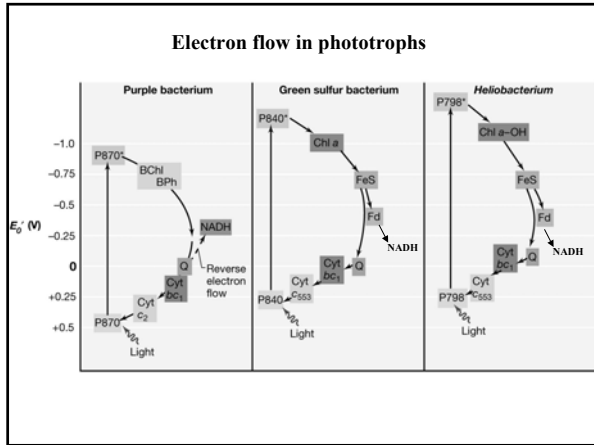 Electron flow in phototrophs
Purple bacterium
Green sulfur bacterium
Heliobacterium
E₀′ (V)
–1.0
–0.75
–0.5
–0.25
0
+0.25
+0.5
P870*
BChl
BPh
NADH
Q
Reverse
electron
flow
Cyt
bc₁
Cyt
c₂
P870
Light
P840*
Chl a
FeS
Fd
NADH
Q
Cyt
bc₁
Cyt
c₅₅₃
P840
Light
P798*
Chl a–OH
FeS
Fd
NADH
Q
Cyt
bc₁
Cyt
c₅₅₃
P798
Light